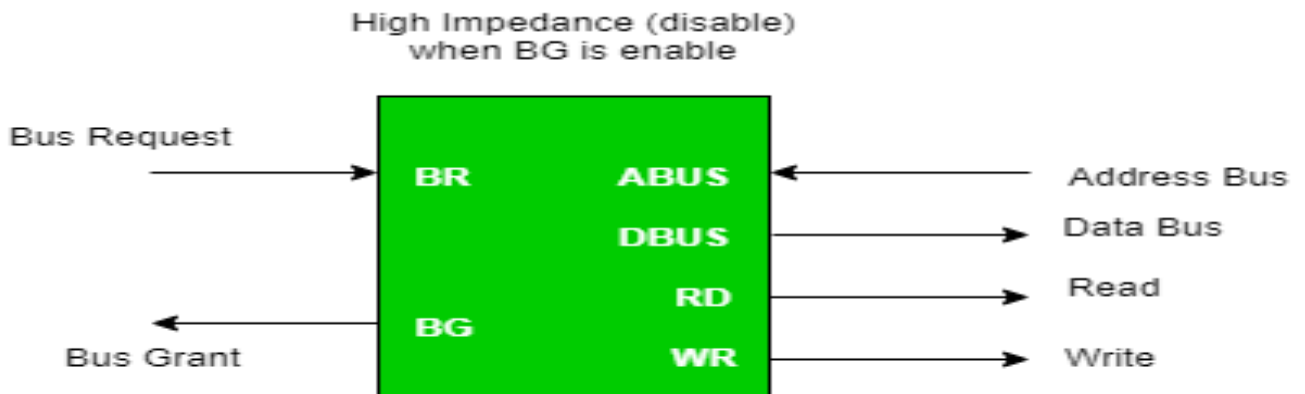 High Impedance (disable)
when BG is enable
Bus Request
BR
ABUS
Address Bus
DBUS
Data Bus
RD
Read
BG
Bus Grant
WR
Write